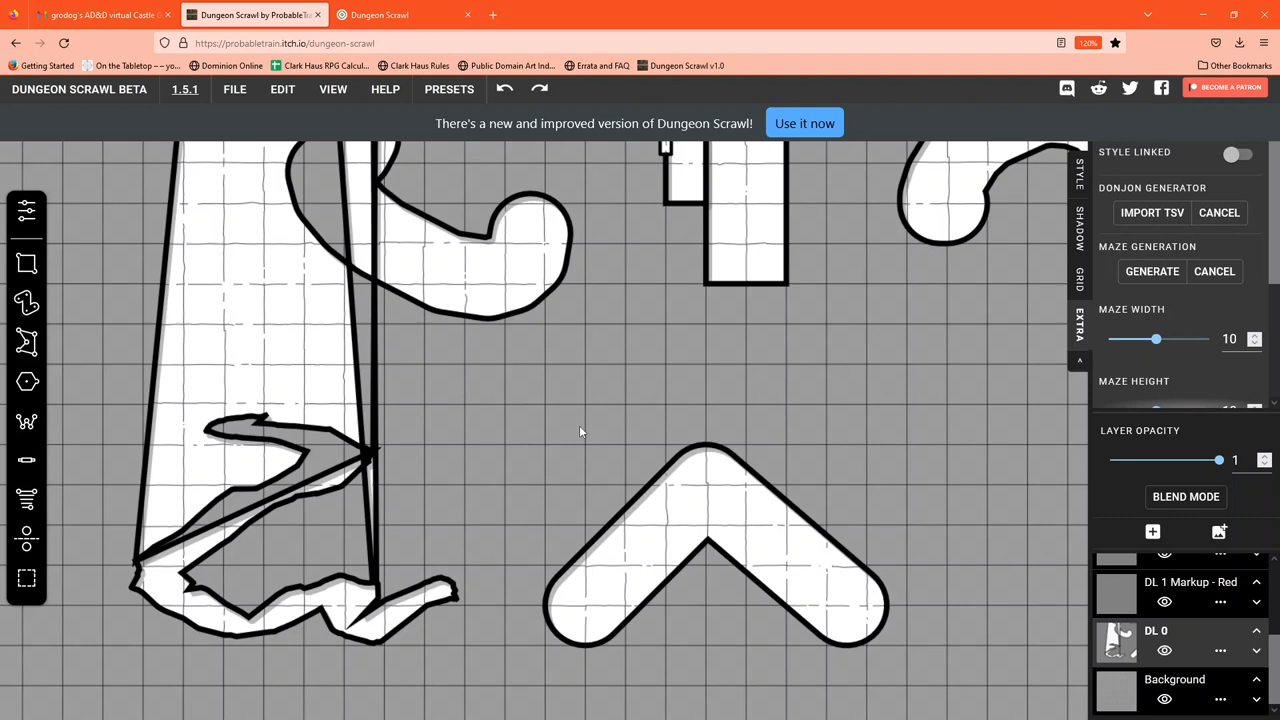 grodog's AD&D virtual Castle
Dungeon Scrawl by ProbableTra
Dungeon Scrawl
https://probabletrain.itch.io/dungeon-scrawl
120%
Getting Started
On the Tabletop – – yo...
Dominion Online
Clark Haus RPG Calcul...
Clark Haus Rules
Public Domain Art Ind...
Errata and FAQ
Dungeon Scrawl v1.0
Other Bookmarks
DUNGEON SCRAWL BETA 1.5.1 FILE EDIT VIEW HELP PRESETS
BECOME A PATRON
There's a new and improved version of Dungeon Scrawl! Use it now
STYLE
SHADOW
GRID
EXTRA
STYLE LINKED
DONJON GENERATOR
IMPORT TSV CANCEL
MAZE GENERATION
GENERATE CANCEL
MAZE WIDTH
10
MAZE HEIGHT
LAYER OPACITY
1
BLEND MODE
DL 1 Markup - Red
DL 0
Background